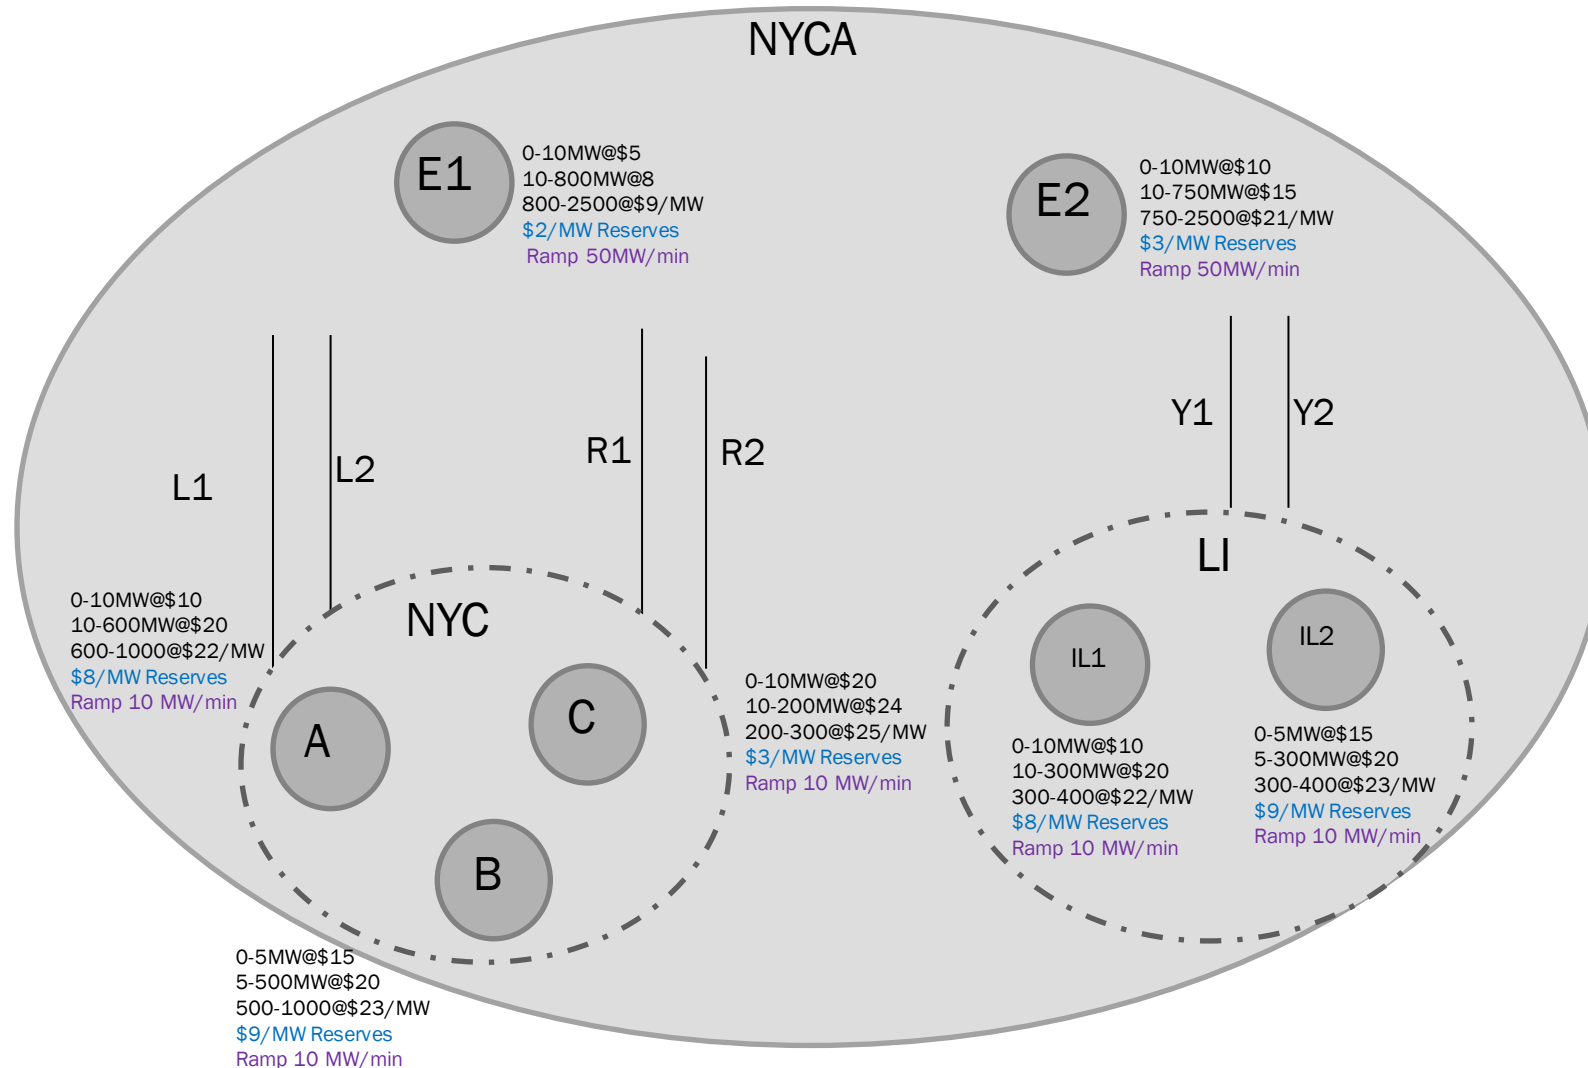 NYCA
E1
0-10MW@$5
10-800MW@8
800-2500@$9/MW
$2/MW Reserves
Ramp 50MW/min
E2
0-10MW@$10
10-750MW@$15
750-2500@$21/MW
$3/MW Reserves
Ramp 50MW/min
L1
L2
R1
R2
Y1
Y2
0-10MW@$10
10-600MW@$20
600-1000@$22/MW
$8/MW Reserves
Ramp 10 MW/min
NYC
A
C
B
0-10MW@$20
10-200MW@$24
200-300@$25/MW
$3/MW Reserves
Ramp 10 MW/min
0-5MW@$15
5-500MW@$20
500-1000@$23/MW
$9/MW Reserves
Ramp 10 MW/min
LI
IL1
IL2
0-10MW@$10
10-300MW@$20
300-400@$22/MW
$8/MW Reserves
Ramp 10 MW/min
0-5MW@$15
5-300MW@$20
300-400@$23/MW
$9/MW Reserves
Ramp 10 MW/min